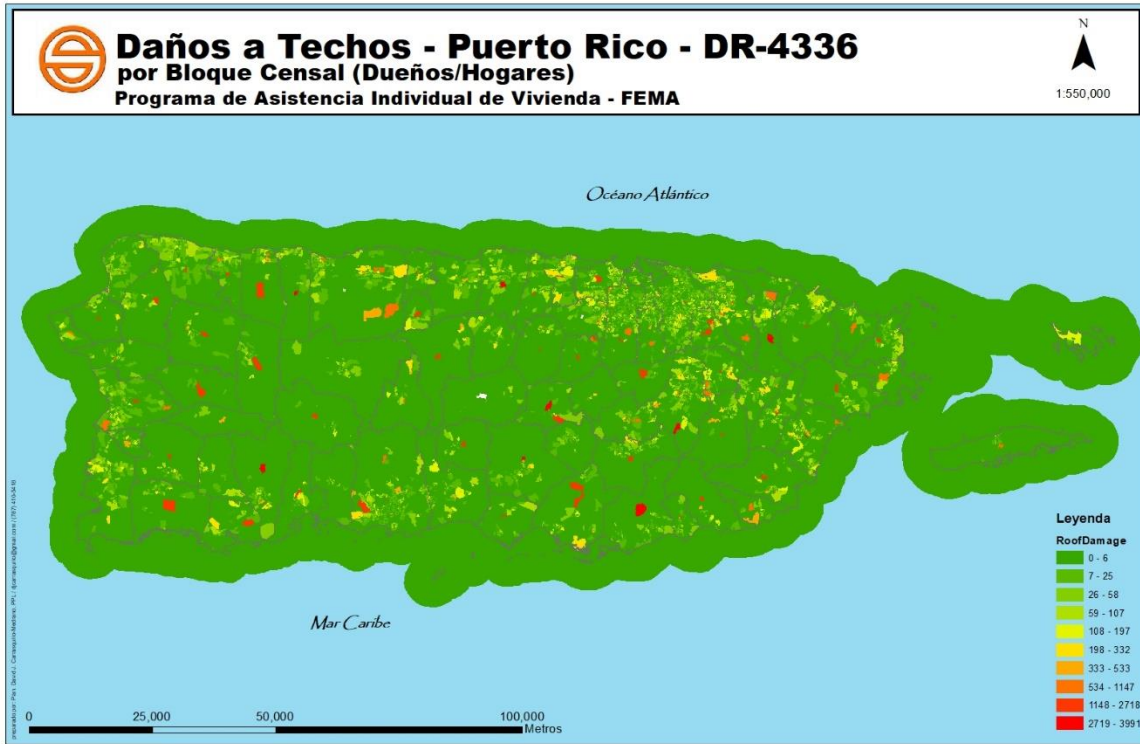 Daños a Techos - Puerto Rico - DR-4336
por Bloque Censal (Dueños/Hogares)
Programa de Asistencia Individual de Vivienda - FEMA
N
1:550,000
Océano Atlántico
Mar Caribe
Leyenda
RoofDamage
0 - 6
7 - 25
26 - 58
59 - 107
108 - 197
198 - 332
333 - 533
534 - 1147
1148 - 2718
2719 - 3991
0 25,000 50,000 100,000
Metros